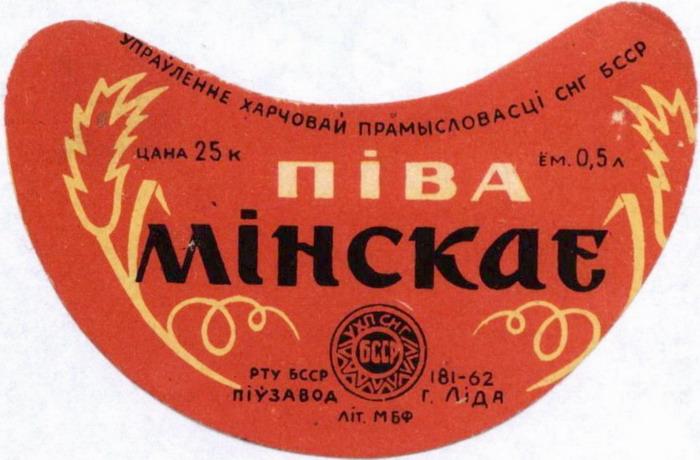 УПРАЎЛЕННЕ ХАРЧОВАЙ ПРАМЫСЛОВАСЦІ СНГ БССР
ЦАНА 25 К
ЁМ. 0,5 Л
ПІВА
МІНСКАЕ
УХП СНГ
БССР
РТУ БССР 181-62
ПІЎЗАВОД Г. ЛІДА
ЛІТ. МБФ